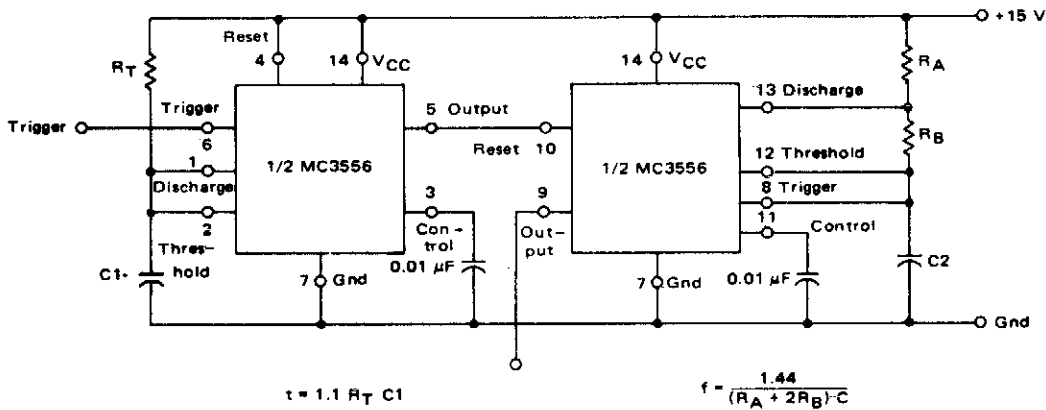 +15 V
Reset
4
14 VCC
14 VCC
RT
RA
13 Discharge
Trigger
Trigger
6
5 Output
Reset 10
RB
1/2 MC3556
1/2 MC3556
1
Discharge
12 Threshold
8 Trigger
2
3
9
11
Thres-
hold
Con-
trol
Out-
put
Control
C1
0.01 μF
7 Gnd
7 Gnd
0.01 μF
C2
Gnd
t = 1.1 RT C1
f = 1.44
(RA + 2RB) C